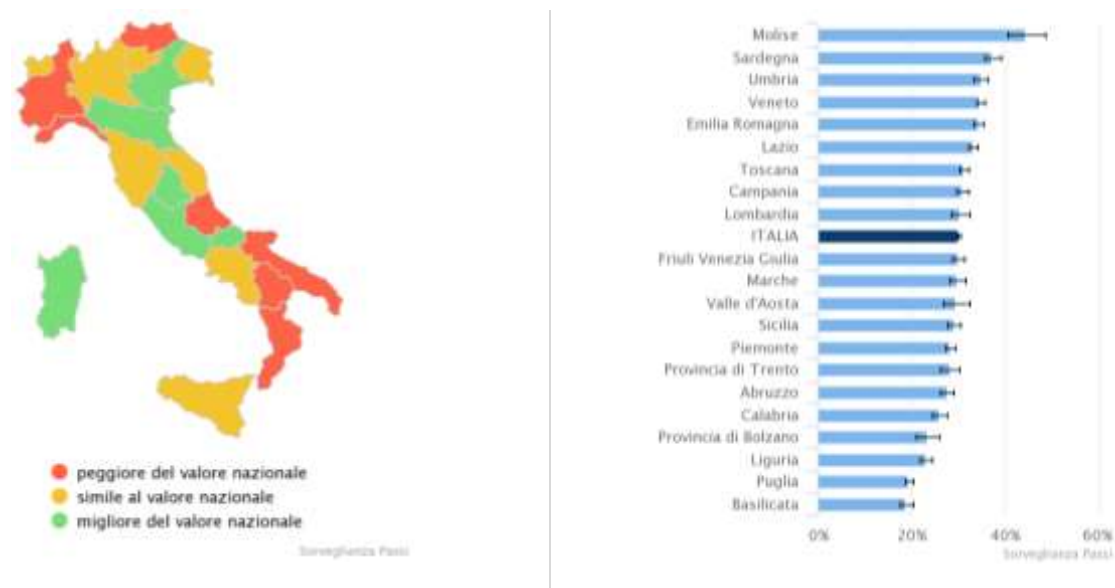 peggiore del valore nazionale
simile al valore nazionale
migliore del valore nazionale
Sorveglianza Passi
Molise
Sardegna
Umbria
Veneto
Emilia Romagna
Lazio
Toscana
Campania
Lombardia
ITALIA
Friuli Venezia Giulia
Marche
Valle d'Aosta
Sicilia
Piemonte
Provincia di Trento
Abruzzo
Calabria
Provincia di Bolzano
Liguria
Puglia
Basilicata
0% 20% 40% 60%
Sorveglianza Passi